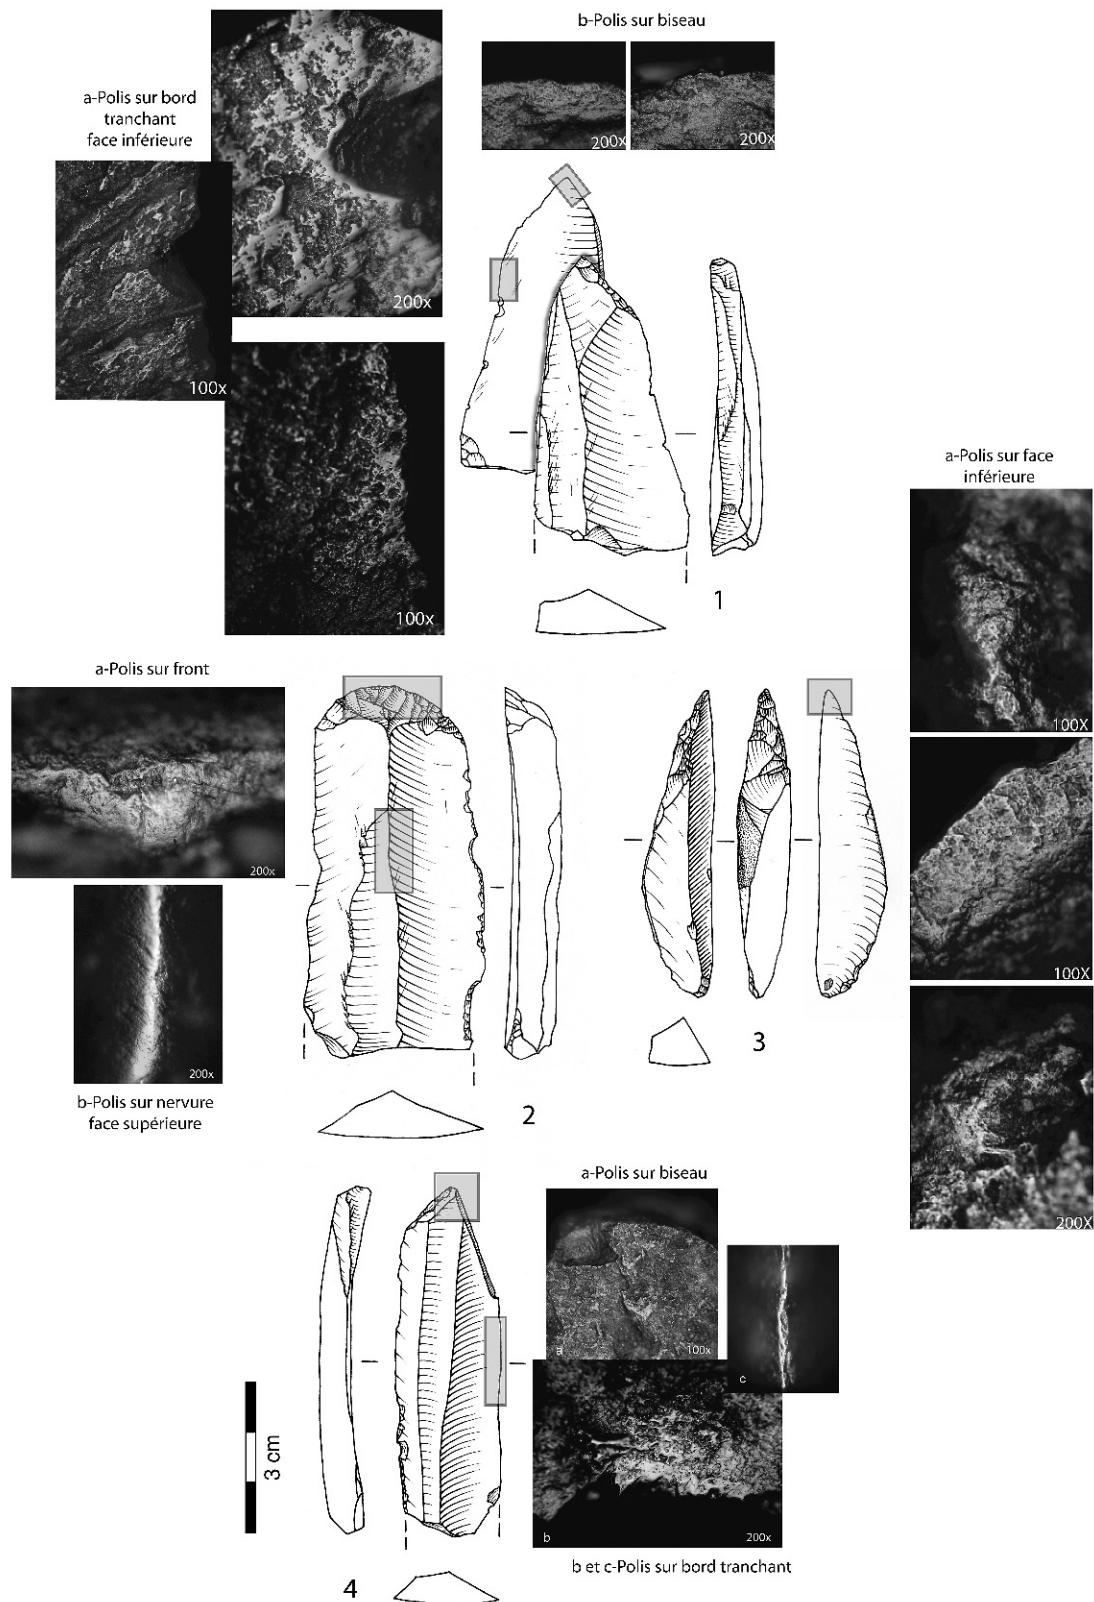 b-Polis sur biseau
200x
200x
a-Polis sur bord
tranchant
face inférieure
200x
100x
100x
1
a-Polis sur face
inférieure
100X
100X
200X
a-Polis sur front
200x
200x
b-Polis sur nervure
face supérieure
2
3
a-Polis sur biseau
a
100x
c
b
200x
b et c-Polis sur bord tranchant
3 cm
4